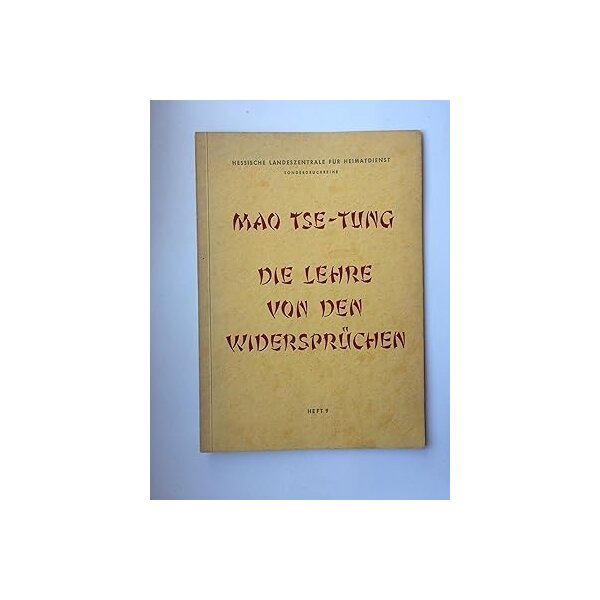 HESSISCHE LANDESZENTRALE FÜR HEIMATDIENST
SONDERDRUCKREIHE
MAO TSE-TUNG
DIE LEHRE
VON DEN
WIDERSPRÜCHEN
HEFT 9